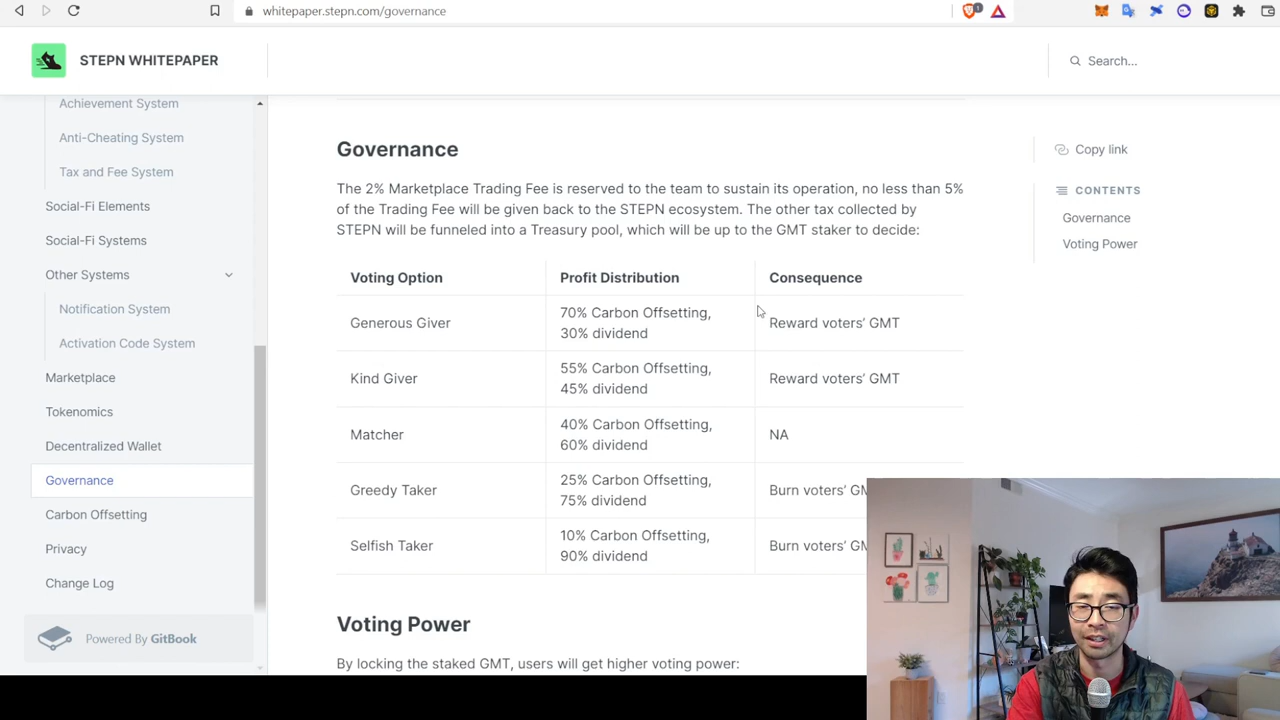 whitepaper.stepn.com/governance
STEPN WHITEPAPER
Search...
Achievement System
Anti-Cheating System
Tax and Fee System
Social-Fi Elements
Social-Fi Systems
Other Systems
Notification System
Activation Code System
Marketplace
Tokenomics
Decentralized Wallet
Governance
Carbon Offsetting
Privacy
Change Log
Powered By GitBook
Governance
The 2% Marketplace Trading Fee is reserved to the team to sustain its operation, no less than 5%
of the Trading Fee will be given back to the STEPN ecosystem. The other tax collected by
STEPN will be funneled into a Treasury pool, which will be up to the GMT staker to decide:
Voting Option Profit Distribution Consequence
Generous Giver 70% Carbon Offsetting, Reward voters’ GMT
30% dividend
Kind Giver 55% Carbon Offsetting, Reward voters’ GMT
45% dividend
Matcher 40% Carbon Offsetting, NA
60% dividend
Greedy Taker 25% Carbon Offsetting, Burn voters’
75% dividend
Selfish Taker 10% Carbon Offsetting, Burn voters’
90% dividend
Voting Power
By locking the staked GMT, users will get higher voting power:
Copy link
CONTENTS
Governance
Voting Power